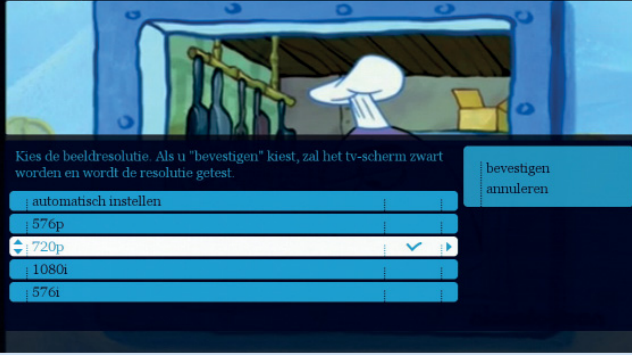 Kies de beeldresolutie. Als u "bevestigen" kiest, zal het tv-scherm zwart
worden en wordt de resolutie getest.
automatisch instellen
576p
720p
1080i
576i
bevestigen
annuleren